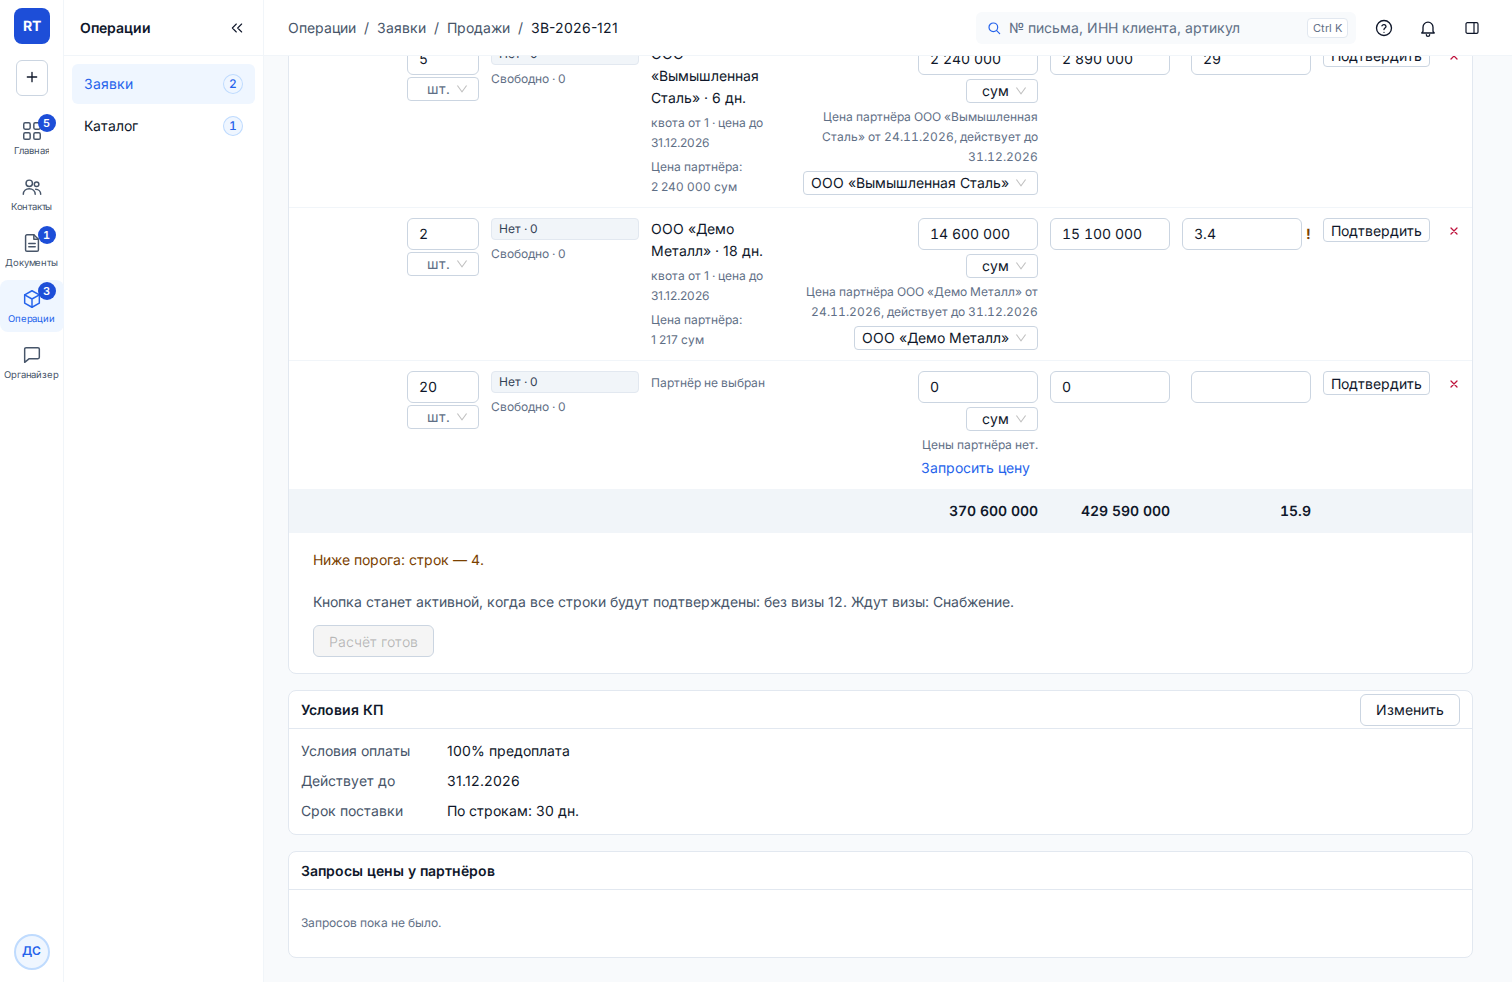 RT
Операции
Операции / Заявки / Продажи / ЗВ-2026-121
№ письма, ИНН клиента, артикул
Ctrl K
Заявки 2
Каталог 1
5
Главная
Контакты
1
Документы
3
Операции
Органайзер
ДС
5
шт.
Нет · 0
Свободно · 0
ООО
«Вымышленная
Сталь» · 6 дн.
квота от 1 · цена до
31.12.2026
Цена партнёра:
2 240 000 сум
2 240 000
сум
Цена партнёра ООО «Вымышленная
Сталь» от 24.11.2026, действует до
31.12.2026
ООО «Вымышленная Сталь»
2 890 000
29
Подтвердить
2
шт.
Нет · 0
Свободно · 0
ООО «Демо
Металл» · 18 дн.
квота от 1 · цена до
31.12.2026
Цена партнёра:
1 217 сум
14 600 000
сум
Цена партнёра ООО «Демо Металл» от
24.11.2026, действует до 31.12.2026
ООО «Демо Металл»
15 100 000
3.4 !
Подтвердить
20
шт.
Нет · 0
Свободно · 0
Партнёр не выбран
0
сум
Цены партнёра нет.
Запросить цену
0
Подтвердить
370 600 000 429 590 000 15.9
Ниже порога: строк — 4.
Кнопка станет активной, когда все строки будут подтверждены: без визы 12. Ждут визы: Снабжение.
Расчёт готов
Условия КП
Изменить
Условия оплаты 100% предоплата
Действует до 31.12.2026
Срок поставки По строкам: 30 дн.
Запросы цены у партнёров
Запросов пока не было.